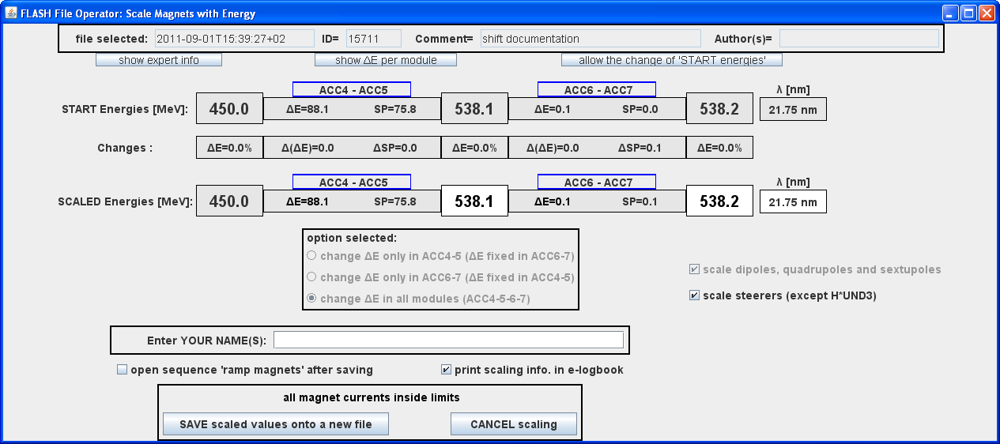 FLASH File Operator: Scale Magnets with Energy
file selected: 2011-09-01T15:39:27+02 ID= 15711 Comment= shift documentation Author(s)=
show expert info show ΔE per module allow the change of 'START energies'
ACC4 - ACC5 ACC6 - ACC7 λ [nm]
START Energies [MeV]: 450.0 ΔE=88.1 SP=75.8 538.1 ΔE=0.1 SP=0.0 538.2 21.75 nm
Changes : ΔE=0.0% Δ(ΔE)=0.0 ΔSP=0.0 ΔE=0.0% Δ(ΔE)=0.0 ΔSP=0.1 ΔE=0.0%
ACC4 - ACC5 ACC6 - ACC7 λ [nm]
SCALED Energies [MeV]: 450.0 ΔE=88.1 SP=75.8 538.1 ΔE=0.1 SP=0.1 538.2 21.75 nm
option selected:
change ΔE only in ACC4-5 (ΔE fixed in ACC6-7)
change ΔE only in ACC6-7 (ΔE fixed in ACC4-5)
change ΔE in all modules (ACC4-5-6-7)
scale dipoles, quadrupoles and sextupoles
scale steerers (except H*UND3)
Enter YOUR NAME(S):
open sequence 'ramp magnets' after saving print scaling info. in e-logbook
all magnet currents inside limits
SAVE scaled values onto a new file CANCEL scaling